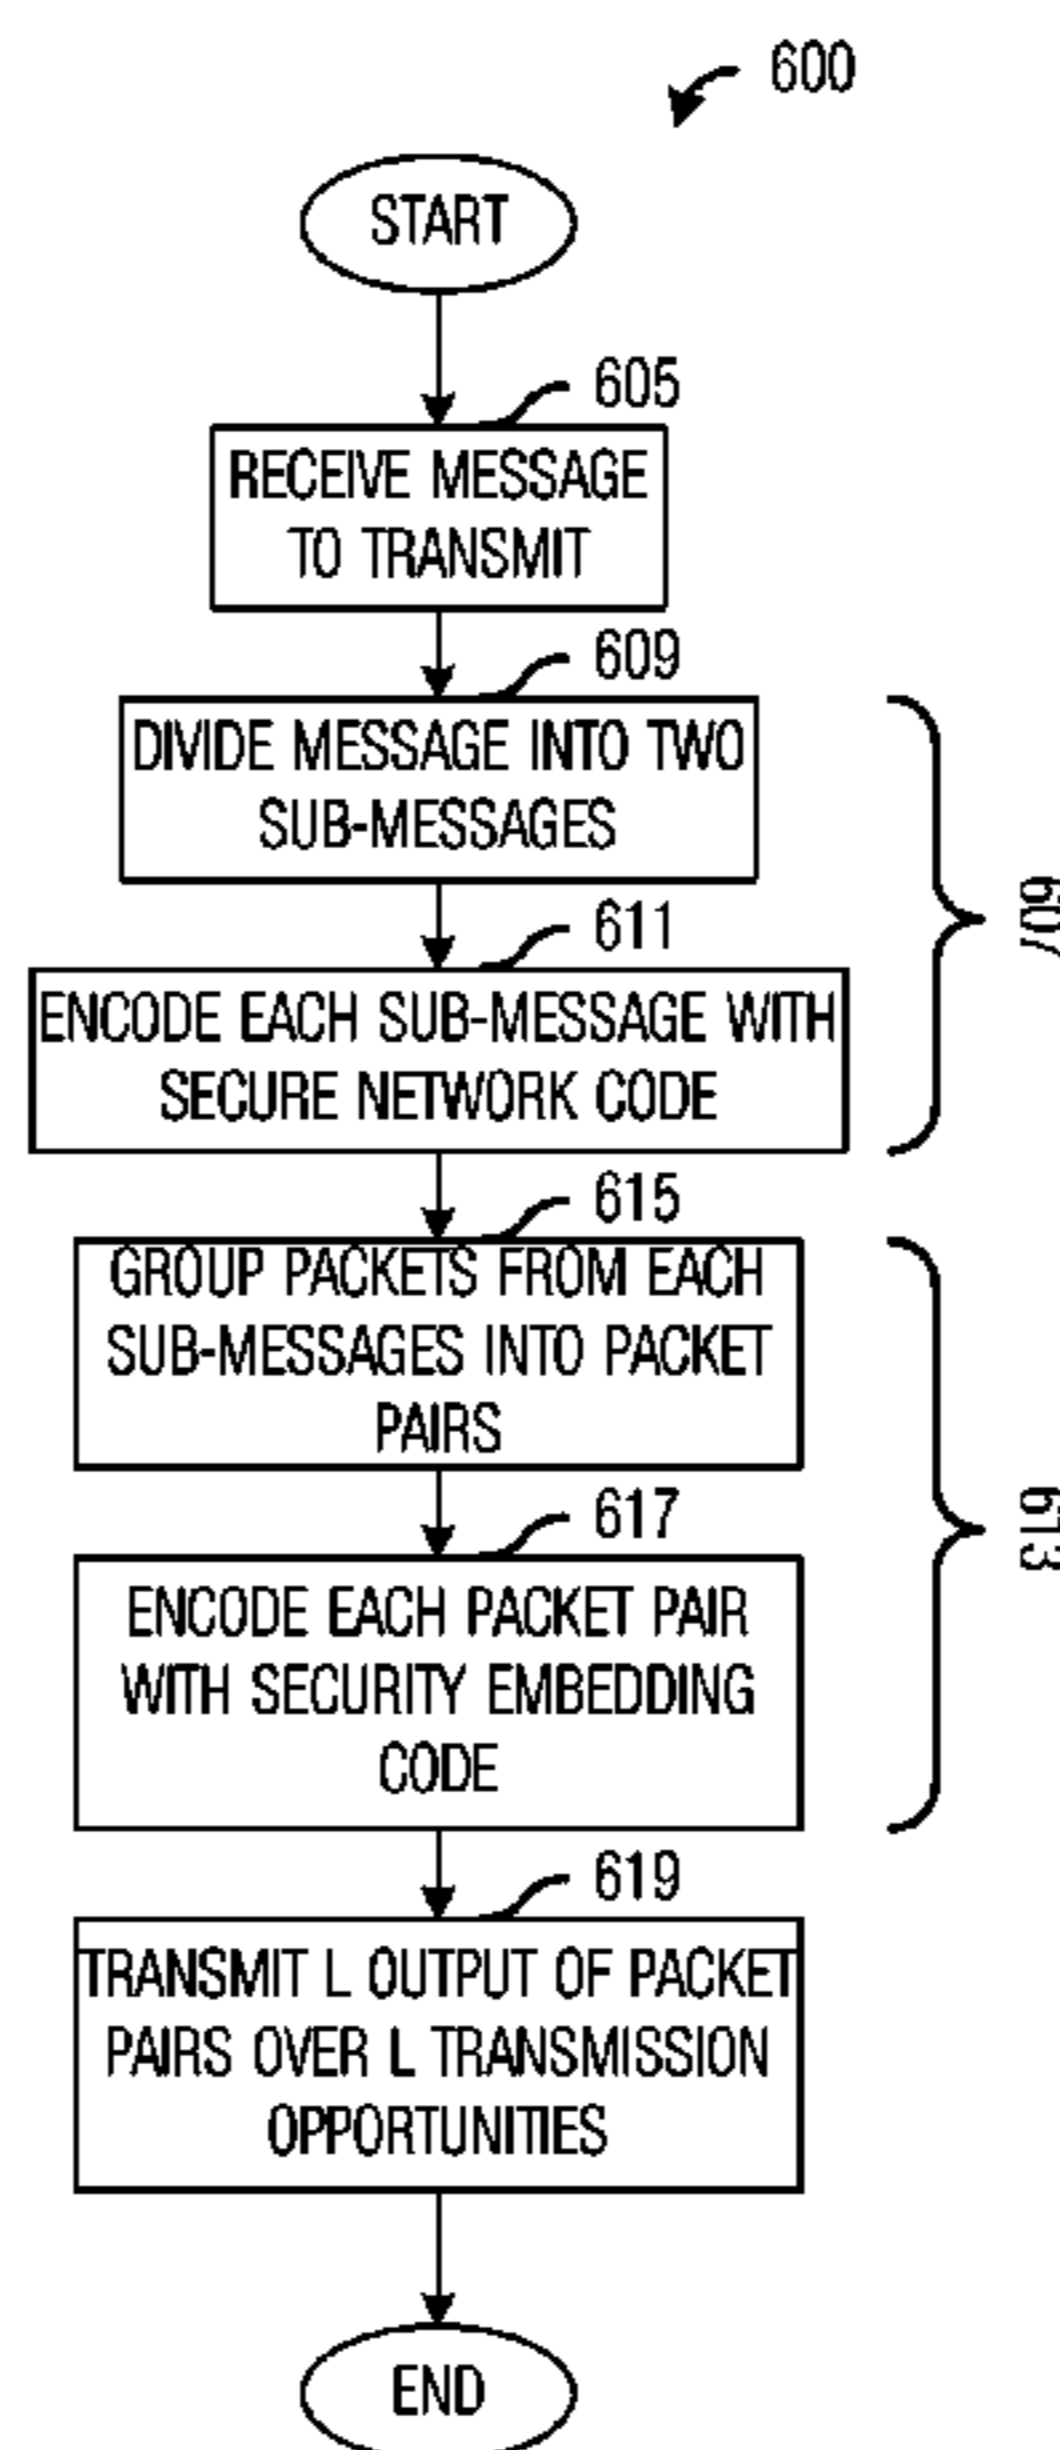 600
START
605
RECEIVE MESSAGE
TO TRANSMIT
609
DIVIDE MESSAGE INTO TWO
SUB-MESSAGES
607
611
ENCODE EACH SUB-MESSAGE WITH
SECURE NETWORK CODE
615
GROUP PACKETS FROM EACH
SUB-MESSAGES INTO PACKET
PAIRS
613
617
ENCODE EACH PACKET PAIR
WITH SECURITY EMBEDDING
CODE
619
TRANSMIT L OUTPUT OF PACKET
PAIRS OVER L TRANSMISSION
OPPORTUNITIES
END